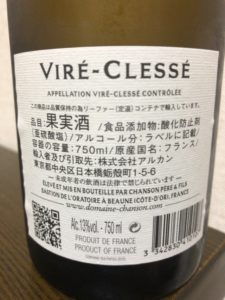 VIRÉ-CLESSÉ
APPELLATION VIRÉ-CLESSÉ CONTRÔLÉE
この商品は品質保持の為リーファー(定温)コンテナで輸入しています。
品目:果実酒/食品添加物:酸化防止剤
(亜硫酸塩)/アルコール分:ラベルに記載/
容器の容量:750ml/原産国名:フランス/
輸入者及び引取先:株式会社アルカン
東京都中央区日本橋蛎殻町1-5-6
未成年者の飲酒は法律で禁じられています
ÉLEVÉ ET MIS EN BOUTEILLE PAR CHANSON PÈRE & FILS
BASTION DE L'ORATOIRE À BEAUNE (CÔTE-D'OR), FRANCE
www.domaine-chanson.com
Alc.13% vol. - 750 ml
PRODUIT DE FRANCE
PRODUCT OF FRANCE